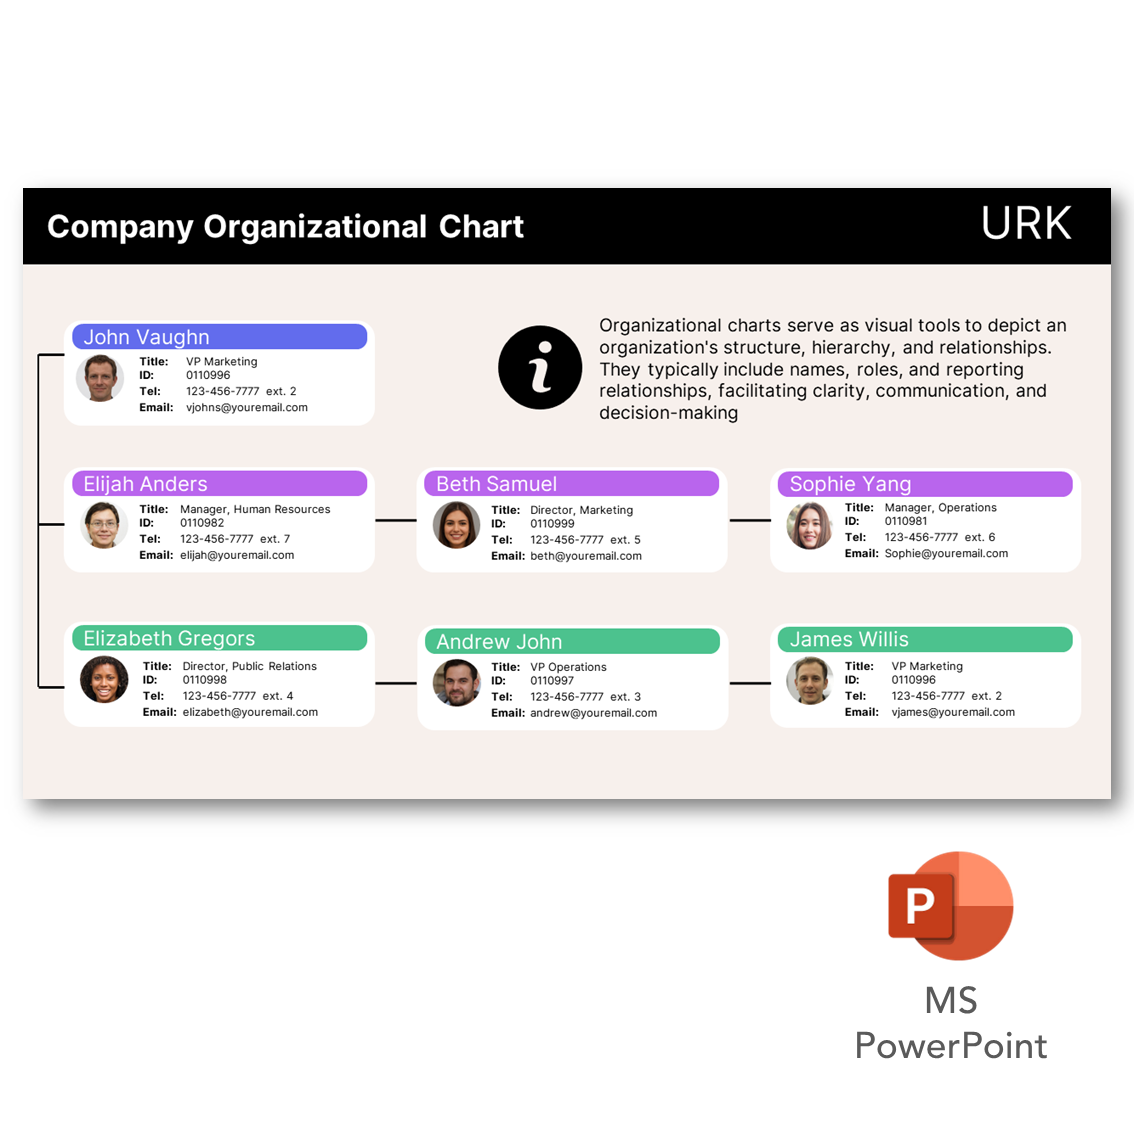 Company Organizational Chart
URK
John Vaughn
Title: VP Marketing
ID: 0110996
Tel: 123-456-7777 ext. 2
Email: vjohns@youremail.com
Organizational charts serve as visual tools to depict an
organization's structure, hierarchy, and relationships.
They typically include names, roles, and reporting
relationships, facilitating clarity, communication, and
decision-making
Elijah Anders
Title: Manager, Human Resources
ID: 0110982
Tel: 123-456-7777 ext. 7
Email: elijah@youremail.com
Beth Samuel
Title: Director, Marketing
ID: 0110999
Tel: 123-456-7777 ext. 5
Email: beth@youremail.com
Sophie Yang
Title: Manager, Operations
ID: 0110981
Tel: 123-456-7777 ext. 6
Email: Sophie@youremail.com
Elizabeth Gregors
Title: Director, Public Relations
ID: 0110998
Tel: 123-456-7777 ext. 4
Email: elizabeth@youremail.com
Andrew John
Title: VP Operations
ID: 0110997
Tel: 123-456-7777 ext. 3
Email: andrew@youremail.com
James Willis
Title: VP Marketing
ID: 0110996
Tel: 123-456-7777 ext. 2
Email: vjames@youremail.com
P
MS
PowerPoint